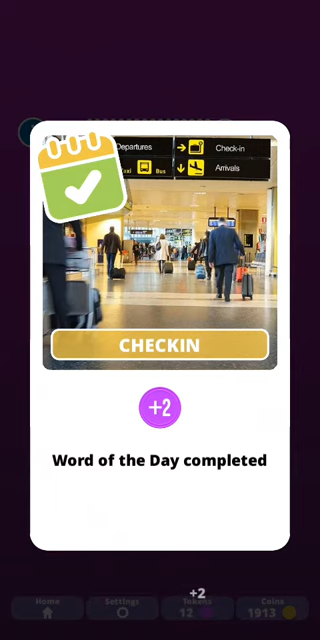 Departures
Check-in
Taxi
Bus
Arrivals
CHECKIN
+2
Word of the Day completed
+2
Home
Settings
Tokens
Coins
12
1913